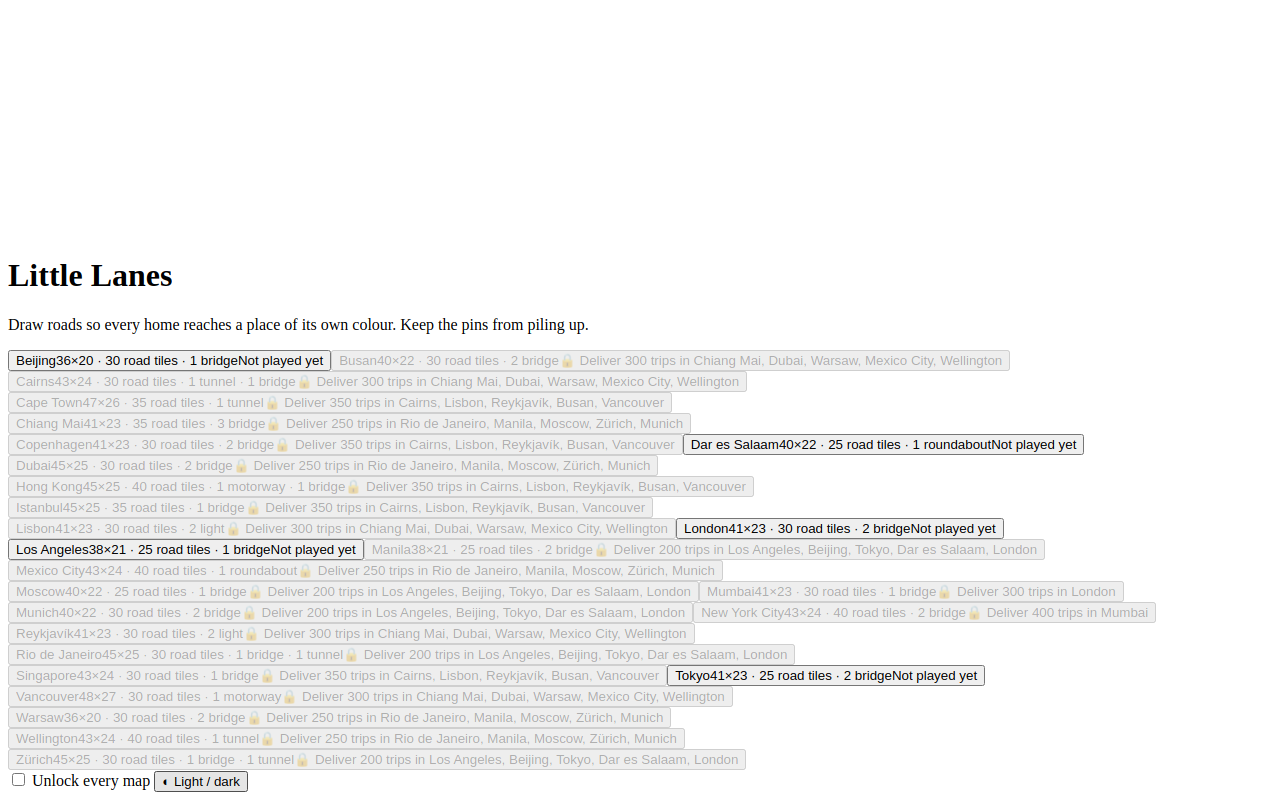 Little Lanes
Draw roads so every home reaches a place of its own colour. Keep the pins from piling up.
Beijing36×20 · 30 road tiles · 1 bridgeNot played yet Busan40×22 · 30 road tiles · 2 bridge🔒 Deliver 300 trips in Chiang Mai, Dubai, Warsaw, Mexico City, Wellington
Cairns43×24 · 30 road tiles · 1 tunnel · 1 bridge🔒 Deliver 300 trips in Chiang Mai, Dubai, Warsaw, Mexico City, Wellington
Cape Town47×26 · 35 road tiles · 1 tunnel🔒 Deliver 350 trips in Cairns, Lisbon, Reykjavík, Busan, Vancouver
Chiang Mai41×23 · 35 road tiles · 3 bridge🔒 Deliver 250 trips in Rio de Janeiro, Manila, Moscow, Zürich, Munich
Copenhagen41×23 · 30 road tiles · 2 bridge🔒 Deliver 350 trips in Cairns, Lisbon, Reykjavík, Busan, Vancouver Dar es Salaam40×22 · 25 road tiles · 1 roundaboutNot played yet
Dubai45×25 · 30 road tiles · 2 bridge🔒 Deliver 250 trips in Rio de Janeiro, Manila, Moscow, Zürich, Munich
Hong Kong45×25 · 40 road tiles · 1 motorway · 1 bridge🔒 Deliver 350 trips in Cairns, Lisbon, Reykjavík, Busan, Vancouver
Istanbul45×25 · 35 road tiles · 1 bridge🔒 Deliver 350 trips in Cairns, Lisbon, Reykjavík, Busan, Vancouver
Lisbon41×23 · 30 road tiles · 2 light🔒 Deliver 300 trips in Chiang Mai, Dubai, Warsaw, Mexico City, Wellington London41×23 · 30 road tiles · 2 bridgeNot played yet
Los Angeles38×21 · 25 road tiles · 1 bridgeNot played yet Manila38×21 · 25 road tiles · 2 bridge🔒 Deliver 200 trips in Los Angeles, Beijing, Tokyo, Dar es Salaam, London
Mexico City43×24 · 40 road tiles · 1 roundabout🔒 Deliver 250 trips in Rio de Janeiro, Manila, Moscow, Zürich, Munich
Moscow40×22 · 25 road tiles · 1 bridge🔒 Deliver 200 trips in Los Angeles, Beijing, Tokyo, Dar es Salaam, London Mumbai41×23 · 30 road tiles · 1 bridge🔒 Deliver 300 trips in London
Munich40×22 · 30 road tiles · 2 bridge🔒 Deliver 200 trips in Los Angeles, Beijing, Tokyo, Dar es Salaam, London New York City43×24 · 40 road tiles · 2 bridge🔒 Deliver 400 trips in Mumbai
Reykjavík41×23 · 30 road tiles · 2 light🔒 Deliver 300 trips in Chiang Mai, Dubai, Warsaw, Mexico City, Wellington
Rio de Janeiro45×25 · 30 road tiles · 1 bridge · 1 tunnel🔒 Deliver 200 trips in Los Angeles, Beijing, Tokyo, Dar es Salaam, London
Singapore43×24 · 30 road tiles · 1 bridge🔒 Deliver 350 trips in Cairns, Lisbon, Reykjavík, Busan, Vancouver Tokyo41×23 · 25 road tiles · 2 bridgeNot played yet
Vancouver48×27 · 30 road tiles · 1 motorway🔒 Deliver 300 trips in Chiang Mai, Dubai, Warsaw, Mexico City, Wellington
Warsaw36×20 · 30 road tiles · 2 bridge🔒 Deliver 250 trips in Rio de Janeiro, Manila, Moscow, Zürich, Munich
Wellington43×24 · 40 road tiles · 1 tunnel🔒 Deliver 250 trips in Rio de Janeiro, Manila, Moscow, Zürich, Munich
Zürich45×25 · 30 road tiles · 1 bridge · 1 tunnel🔒 Deliver 200 trips in Los Angeles, Beijing, Tokyo, Dar es Salaam, London
Unlock every map ◖ Light / dark